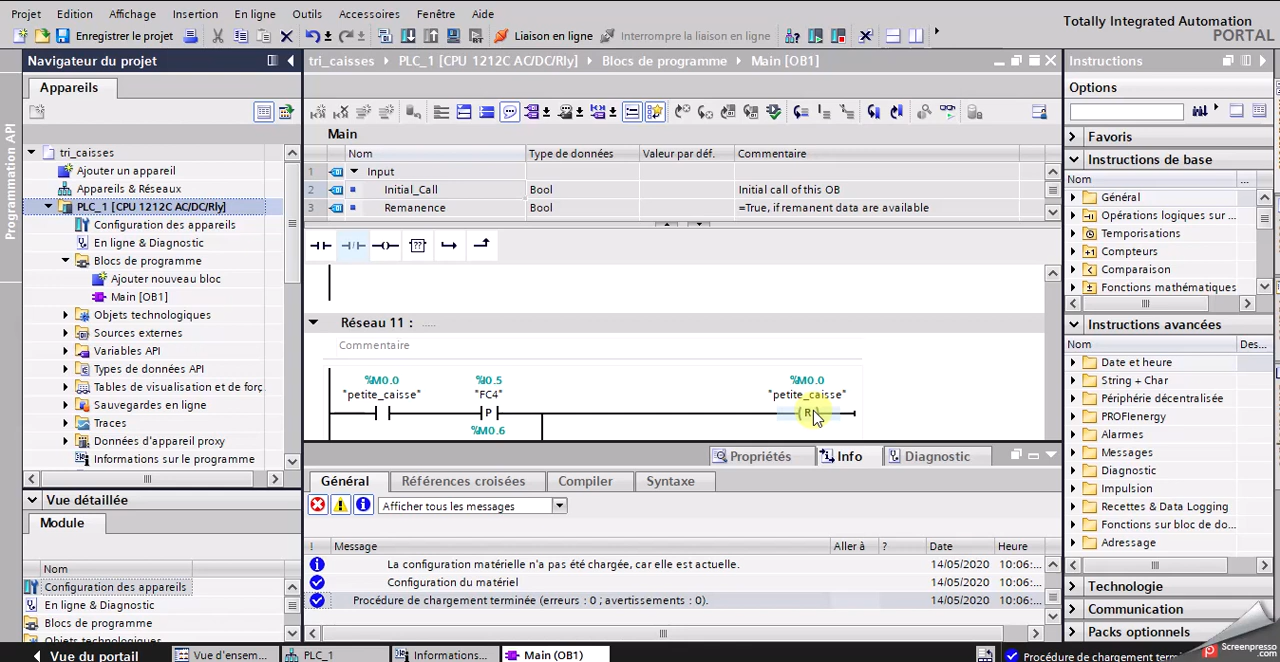 Projet Edition Affichage Insertion En ligne Outils Accessoires Fenêtre Aide
Totally Integrated Automation
PORTAL
Enregistrer le projet Liaison en ligne Interrompre la liaison en ligne
Navigateur du projet
tri_caisses PLC_1 [CPU 1212C AC/DC/Rly] Blocs de programme Main [OB1]
Instructions
Appareils
Options
Programmation API
Main
Favoris
Instructions de base
Nom Type de données Valeur par déf. Commentaire
1 Input
2 Initial_Call Bool Initial call of this OB
3 Remanence Bool =True, if remanent data are available
tri_caisses
Ajouter un appareil
Appareils & Réseaux
PLC_1 [CPU 1212C AC/DC/Rly]
Configuration des appareils
En ligne & Diagnostic
Blocs de programme
Ajouter nouveau bloc
Main [OB1]
Objets technologiques
Sources externes
Variables API
Types de données API
Tables de visualisation et de forç...
Sauvegardes en ligne
Traces
Données d'appareil proxy
Informations sur le programme
Nom ...
Général
Opérations logiques sur ...
Temporisations
Compteurs
Comparaison
Fonctions mathématiques
??
Réseau 11 : .....
Commentaire
%M0.0 %I0.5 %M0.0
"petite_caisse" "FC4" "petite_caisse"
P R
%M0.6
Instructions avancées
Nom Des...
Date et heure
String + Char
Périphérie décentralisée
PROFIenergy
Alarmes
Messages
Diagnostic
Impulsion
Recettes & Data Logging
Fonctions sur bloc de do...
Adressage
Technologie
Communication
Packs optionnels
Propriétés Info Diagnostic
Général Références croisées Compiler Syntaxe
Afficher tous les messages
! Message Aller à ? Date Heure
La configuration matérielle n'a pas été chargée, car elle est actuelle. 14/05/2020 10:06:...
Configuration du matériel 14/05/2020 10:06:...
Procédure de chargement terminée (erreurs : 0 ; avertissements : 0). 14/05/2020 10:06:...
Vue détaillée
Module
Nom
Configuration des appareils
En ligne & Diagnostic
Blocs de programme
Objets technologiques
Vue du portail Vue d'ensem... PLC_1 Informations... Main (OB1)
Procédure de chargement term
Screenpresso
.com